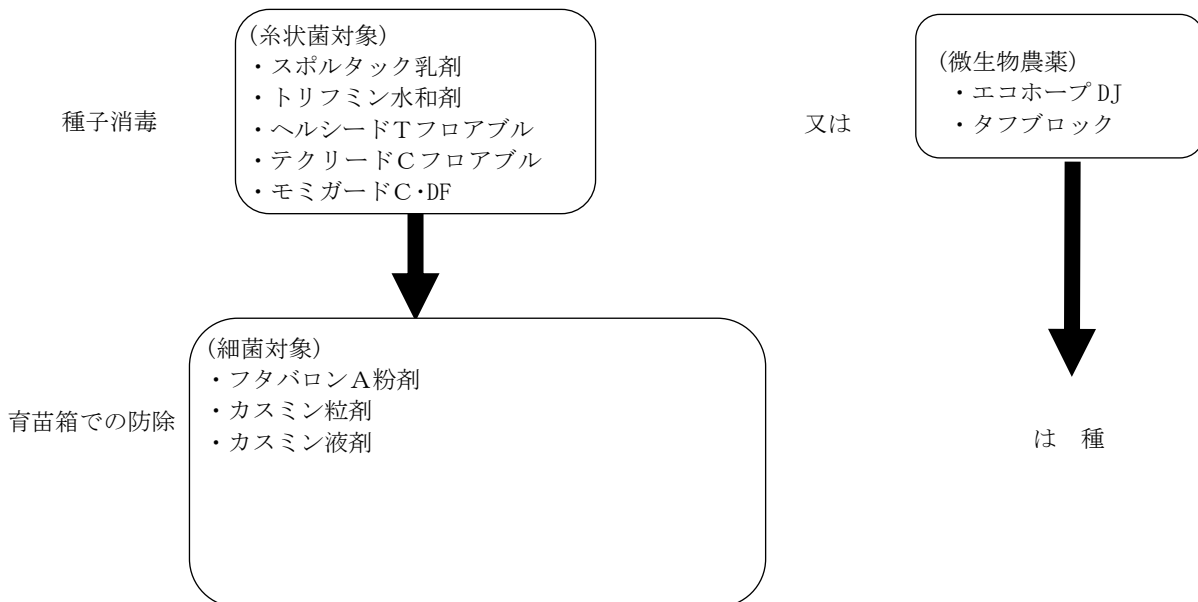 (糸状菌対象)
・スポルタック乳剤
・トリフミン水和剤
・ヘルシードＴフロアブル
・テクリードＣフロアブル
・モミガードＣ・DF
種子消毒
又は
(微生物農薬)
・エコホープ DJ
・タフブロック
(細菌対象)
・フタバロンＡ粉剤
・カスミン粒剤
・カスミン液剤
育苗箱での防除
は　種